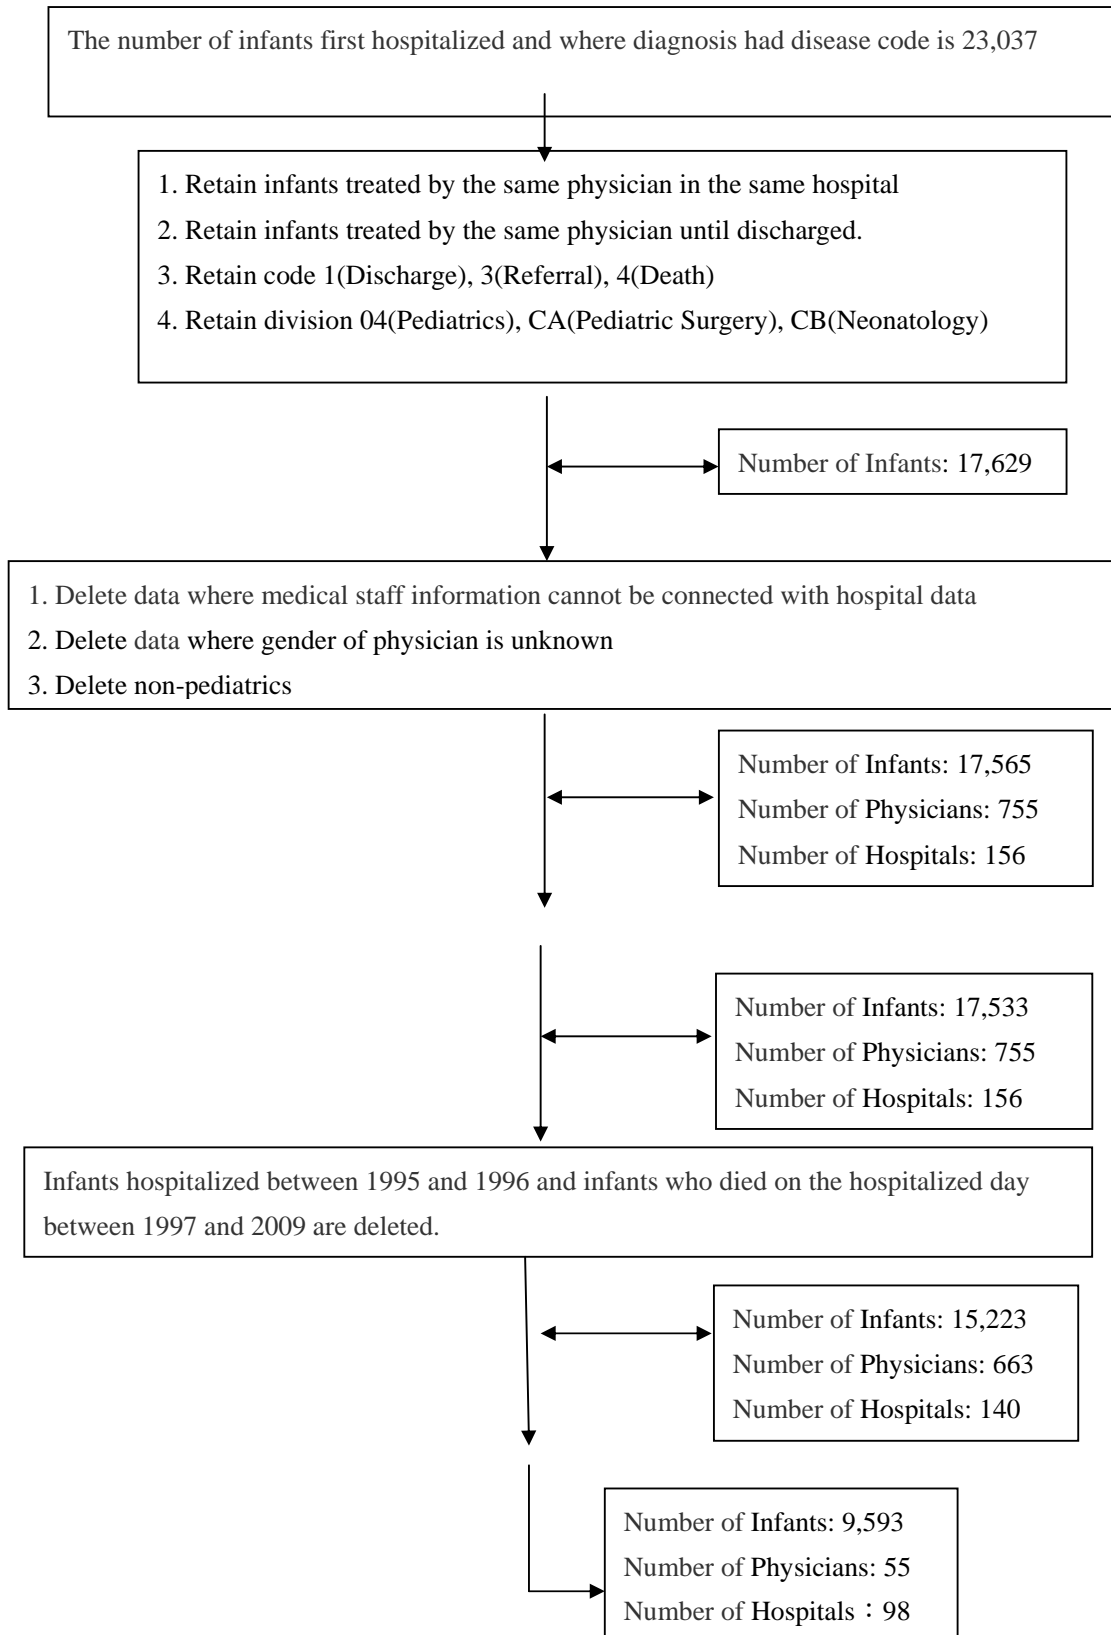 The number of infants first hospitalized and where diagnosis had disease code is 23,037
1. Retain infants treated by the same physician in the same hospital
2. Retain infants treated by the same physician until discharged.
3. Retain code 1(Discharge), 3(Referral), 4(Death)
4. Retain division 04(Pediatrics), CA(Pediatric Surgery), CB(Neonatology)
Number of Infants: 17,629
1. Delete data where medical staff information cannot be connected with hospital data
2. Delete data where gender of physician is unknown
3. Delete non-pediatrics
Number of Infants: 17,565
Number of Physicians: 755
Number of Hospitals: 156
Number of Infants: 17,533
Number of Physicians: 755
Number of Hospitals: 156
Infants hospitalized between 1995 and 1996 and infants who died on the hospitalized day
between 1997 and 2009 are deleted.
Number of Infants: 15,223
Number of Physicians: 663
Number of Hospitals: 140
Number of Infants: 9,593
Number of Physicians: 55
Number of Hospitals：98